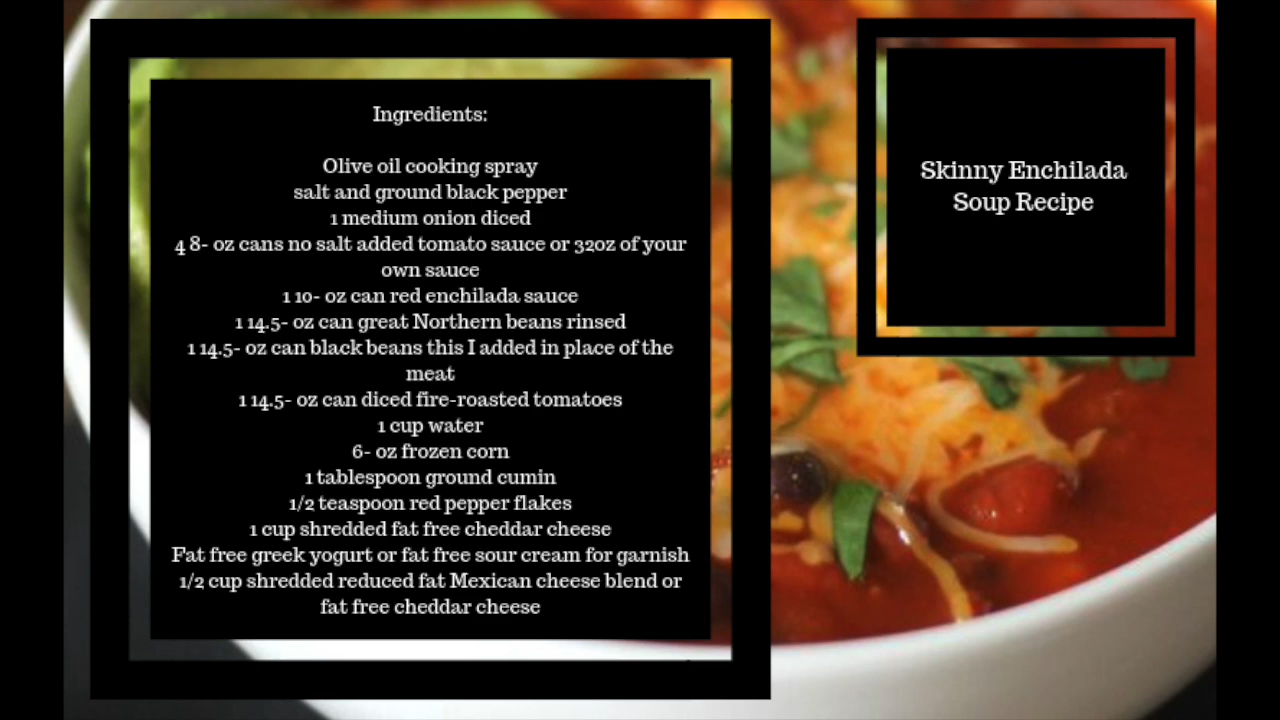 Ingredients:
Olive oil cooking spray
salt and ground black pepper
1 medium onion diced
4 8- oz cans no salt added tomato sauce or 32oz of your
own sauce
1 10- oz can red enchilada sauce
1 14.5- oz can great Northern beans rinsed
1 14.5- oz can black beans this I added in place of the
meat
1 14.5- oz can diced fire-roasted tomatoes
1 cup water
6- oz frozen corn
1 tablespoon ground cumin
1/2 teaspoon red pepper flakes
1 cup shredded fat free cheddar cheese
Fat free greek yogurt or fat free sour cream for garnish
1/2 cup shredded reduced fat Mexican cheese blend or
fat free cheddar cheese
Skinny Enchilada
Soup Recipe